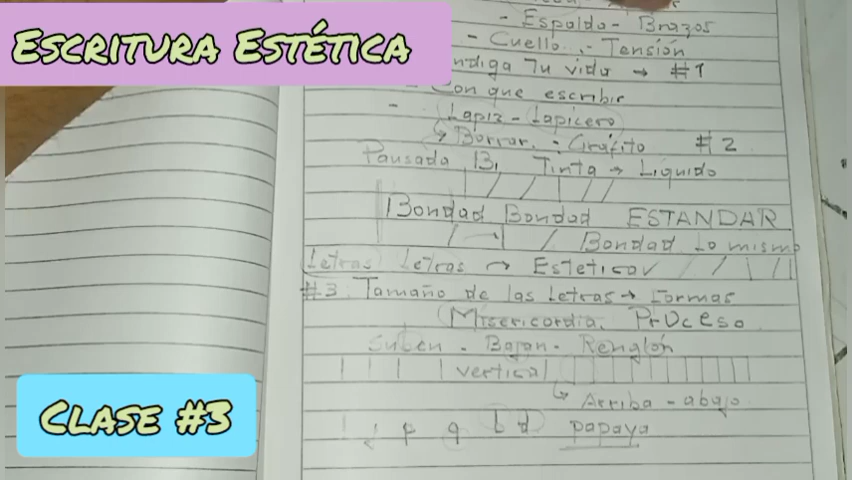 ESCRITURA ESTÉTICA
- Espalda - Brazos
- Cuello - Tensión
Tu vida → #1
- Con que escribir
- Lapiz - Lapicero
↳ Borrar. - Grafito #2
Pausada 13, Tinta → Liquido
Bondad Bondad ESTANDAR
Bondad Lo mismo
Letras Letras → Estetica
#3. Tamaño de las Letras → Formas
Misericordia. PrOceso
Suben - Bajan - Renglón
vertical
↳ Arriba - abajo
l j p q b d papaya
CLASE #3